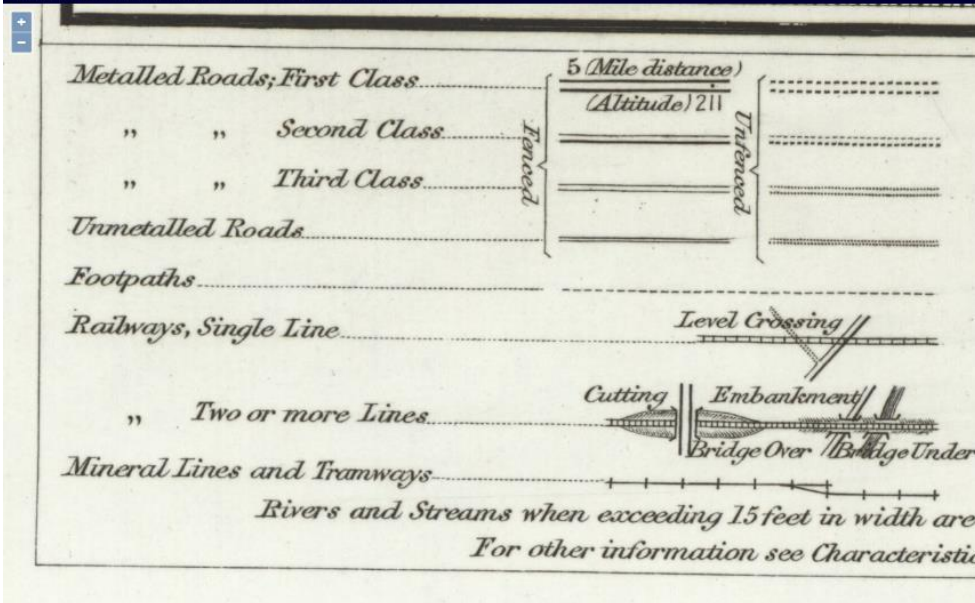 5 (Mile distance)
Metalled Roads; First Class
(Altitude) 211
„ „ Second Class
Fenced
Unfenced
„ „ Third Class
Unmetalled Roads
Footpaths
Railways, Single Line
Level Crossing
Cutting Embankment
„ Two or more Lines
Bridge Over Bridge Under
Mineral Lines and Tramways
Rivers and Streams when exceeding 15 feet in width are
For other information see Characteristic